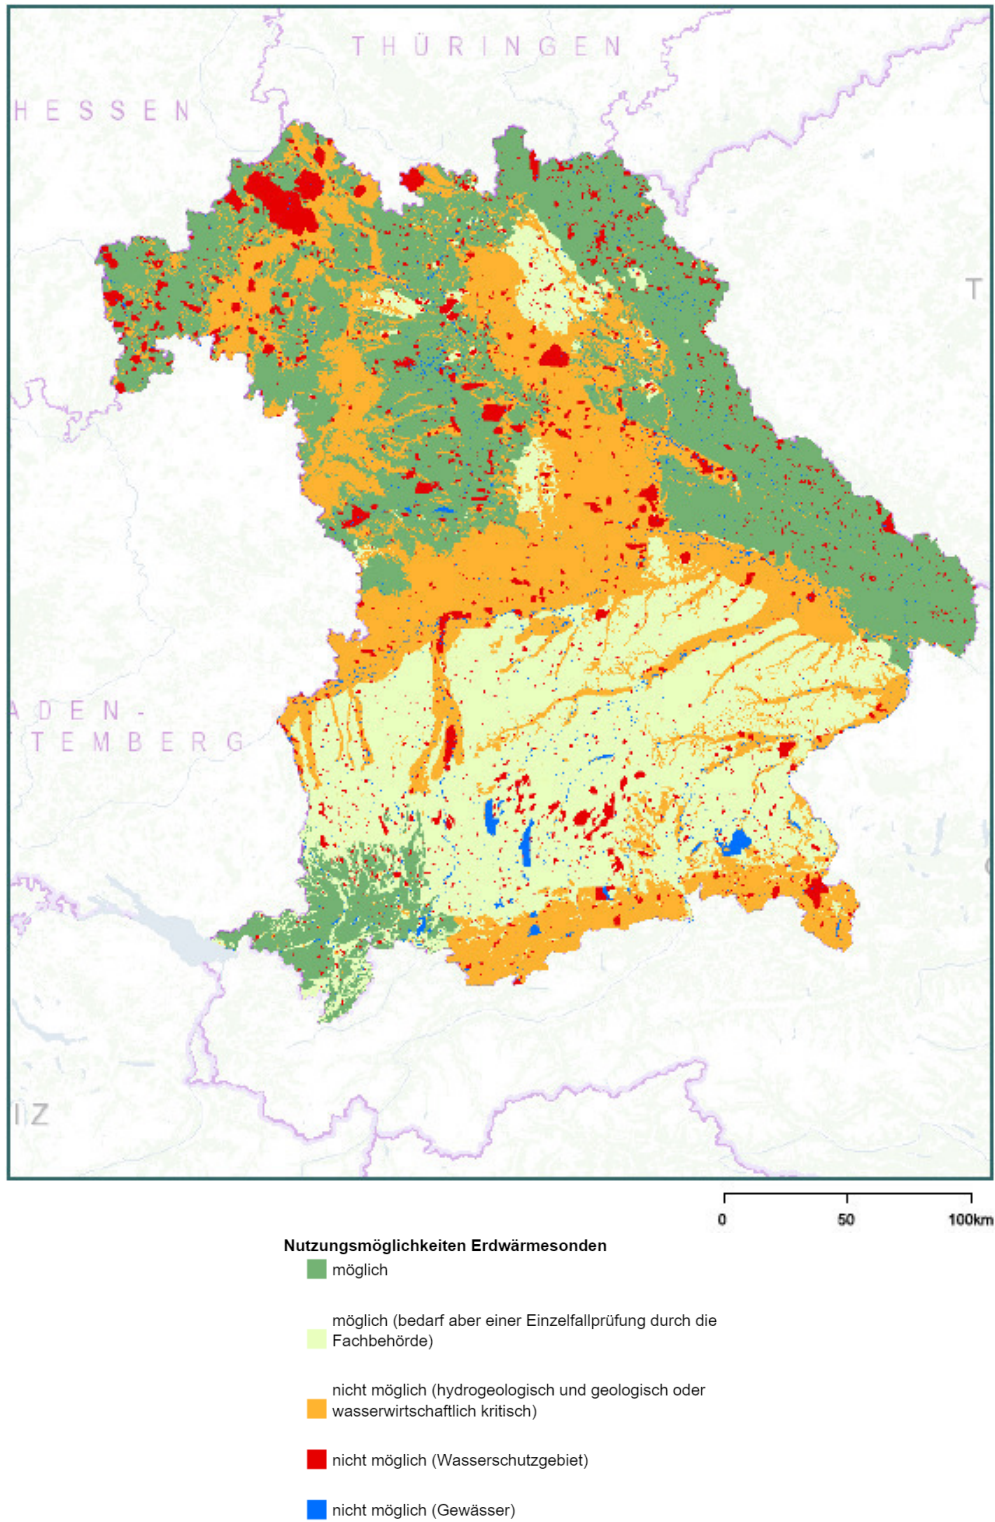 THÜRINGEN
HESSEN
T
ADEN-
TEMBERG
IZ
0 50 100km
Nutzungsmöglichkeiten Erdwärmesonden
möglich
möglich (bedarf aber einer Einzelfallprüfung durch die
Fachbehörde)
nicht möglich (hydrogeologisch und geologisch oder
wasserwirtschaftlich kritisch)
nicht möglich (Wasserschutzgebiet)
nicht möglich (Gewässer)